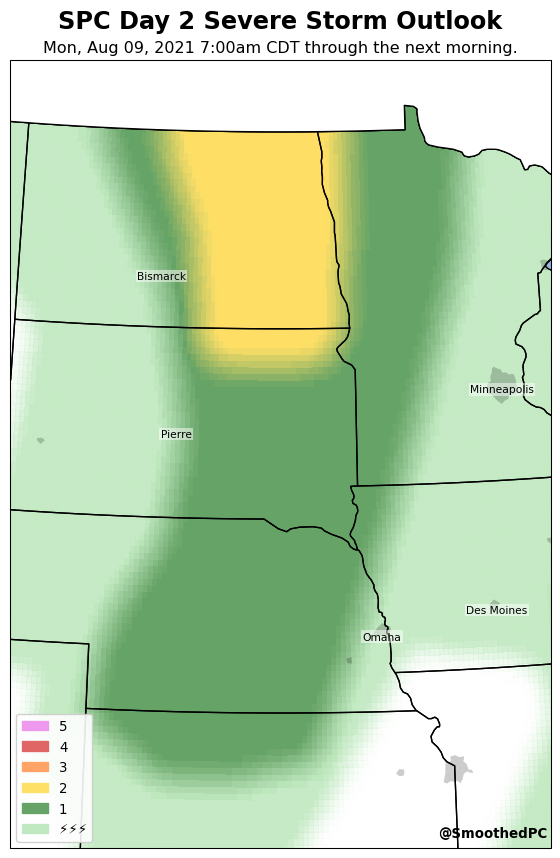 SPC Day 2 Severe Storm Outlook
Mon, Aug 09, 2021 7:00am CDT through the next morning.
Bismarck
Minneapolis
Pierre
Des Moines
Omaha
5
4
3
2
1
⚡⚡⚡
@SmoothedPC